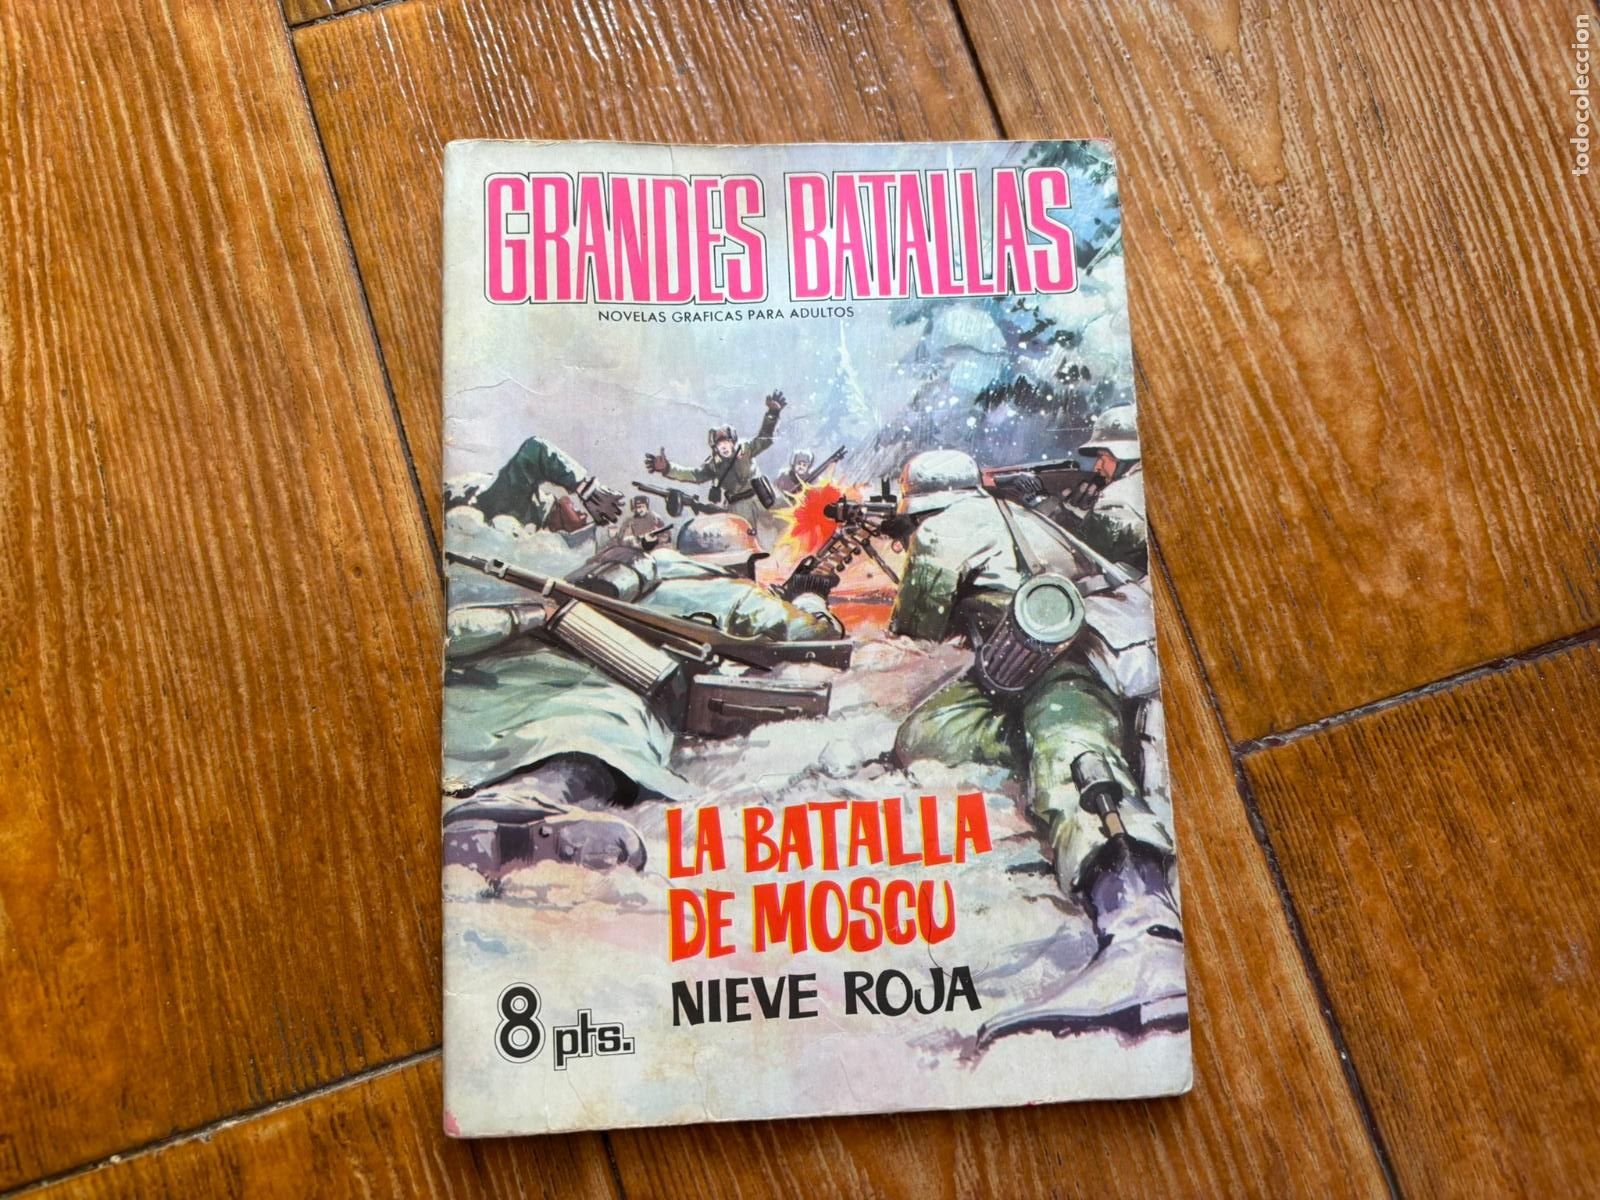 GRANDES BATALLAS
NOVELAS GRAFICAS PARA ADULTOS
LA BATALLA
DE MOSCU
NIEVE ROJA
8 pts.
todocoleccion